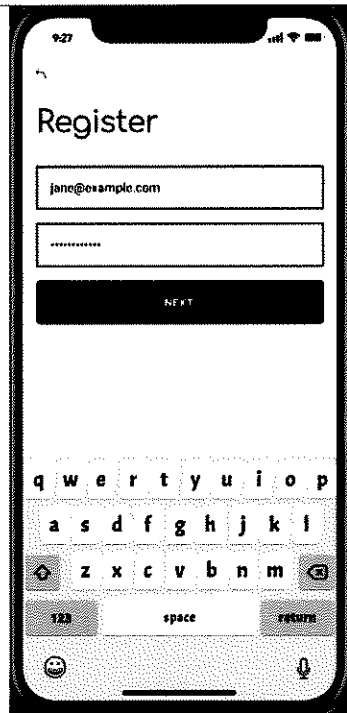 9:27
Register
jane@example.com
............
NEXT
q w e r t y u i o p
a s d f g h j k l
z x c v b n m
123 space return